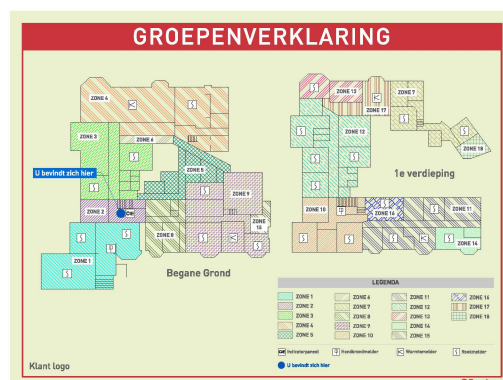 GROEPENVERKLARING
ZONE 4
ZONE 3
ZONE 6
ZONE 5
U bevindt zich hier
ZONE 2
ZONE 9
ZONE 15
ZONE 1
ZONE 8
Begane Grond
ZONE 13
ZONE 7
ZONE 17
ZONE 12
ZONE 18
1e verdieping
ZONE 10
ZONE 16
ZONE 11
ZONE 14
LEGENDA
ZONE 1
ZONE 2
ZONE 3
ZONE 4
ZONE 5
ZONE 6
ZONE 7
ZONE 8
ZONE 9
ZONE 10
ZONE 11
ZONE 12
ZONE 13
ZONE 14
ZONE 15
ZONE 16
ZONE 17
ZONE 18
Indicatorpaneel
Handbrandmelder
Warmtemelder
Rookmelder
U bevindt zich hier
Klant logo